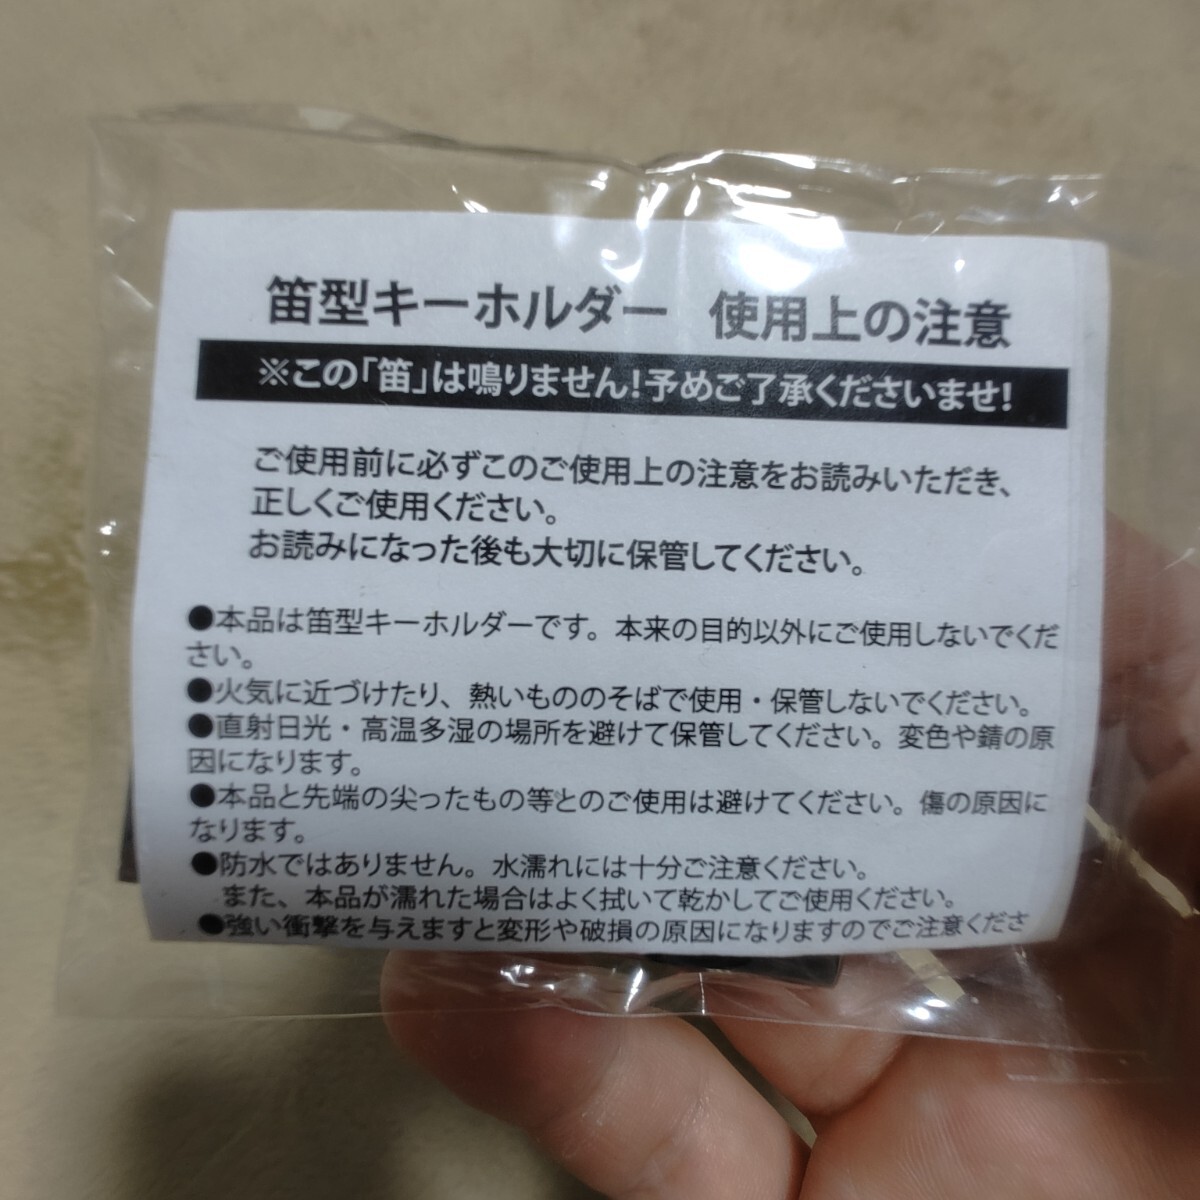 笛型キーホルダー　使用上の注意
※この「笛」は鳴りません!予めご了承くださいませ!
ご使用前に必ずこのご使用上の注意をお読みいただき、
正しくご使用ください。
お読みになった後も大切に保管してください。
●本品は笛型キーホルダーです。本来の目的以外にご使用しないでくだ
さい。
●火気に近づけたり、熱いもののそばで使用・保管しないでください。
●直射日光・高温多湿の場所を避けて保管してください。変色や錆の原
因になります。
●本品と先端の尖ったもの等とのご使用は避けてください。傷の原因に
なります。
●防水ではありません。水濡れには十分ご注意ください。
また、本品が濡れた場合はよく拭いて乾かしてご使用ください。
●強い衝撃を与えますと変形や破損の原因になりますのでご注意くださ